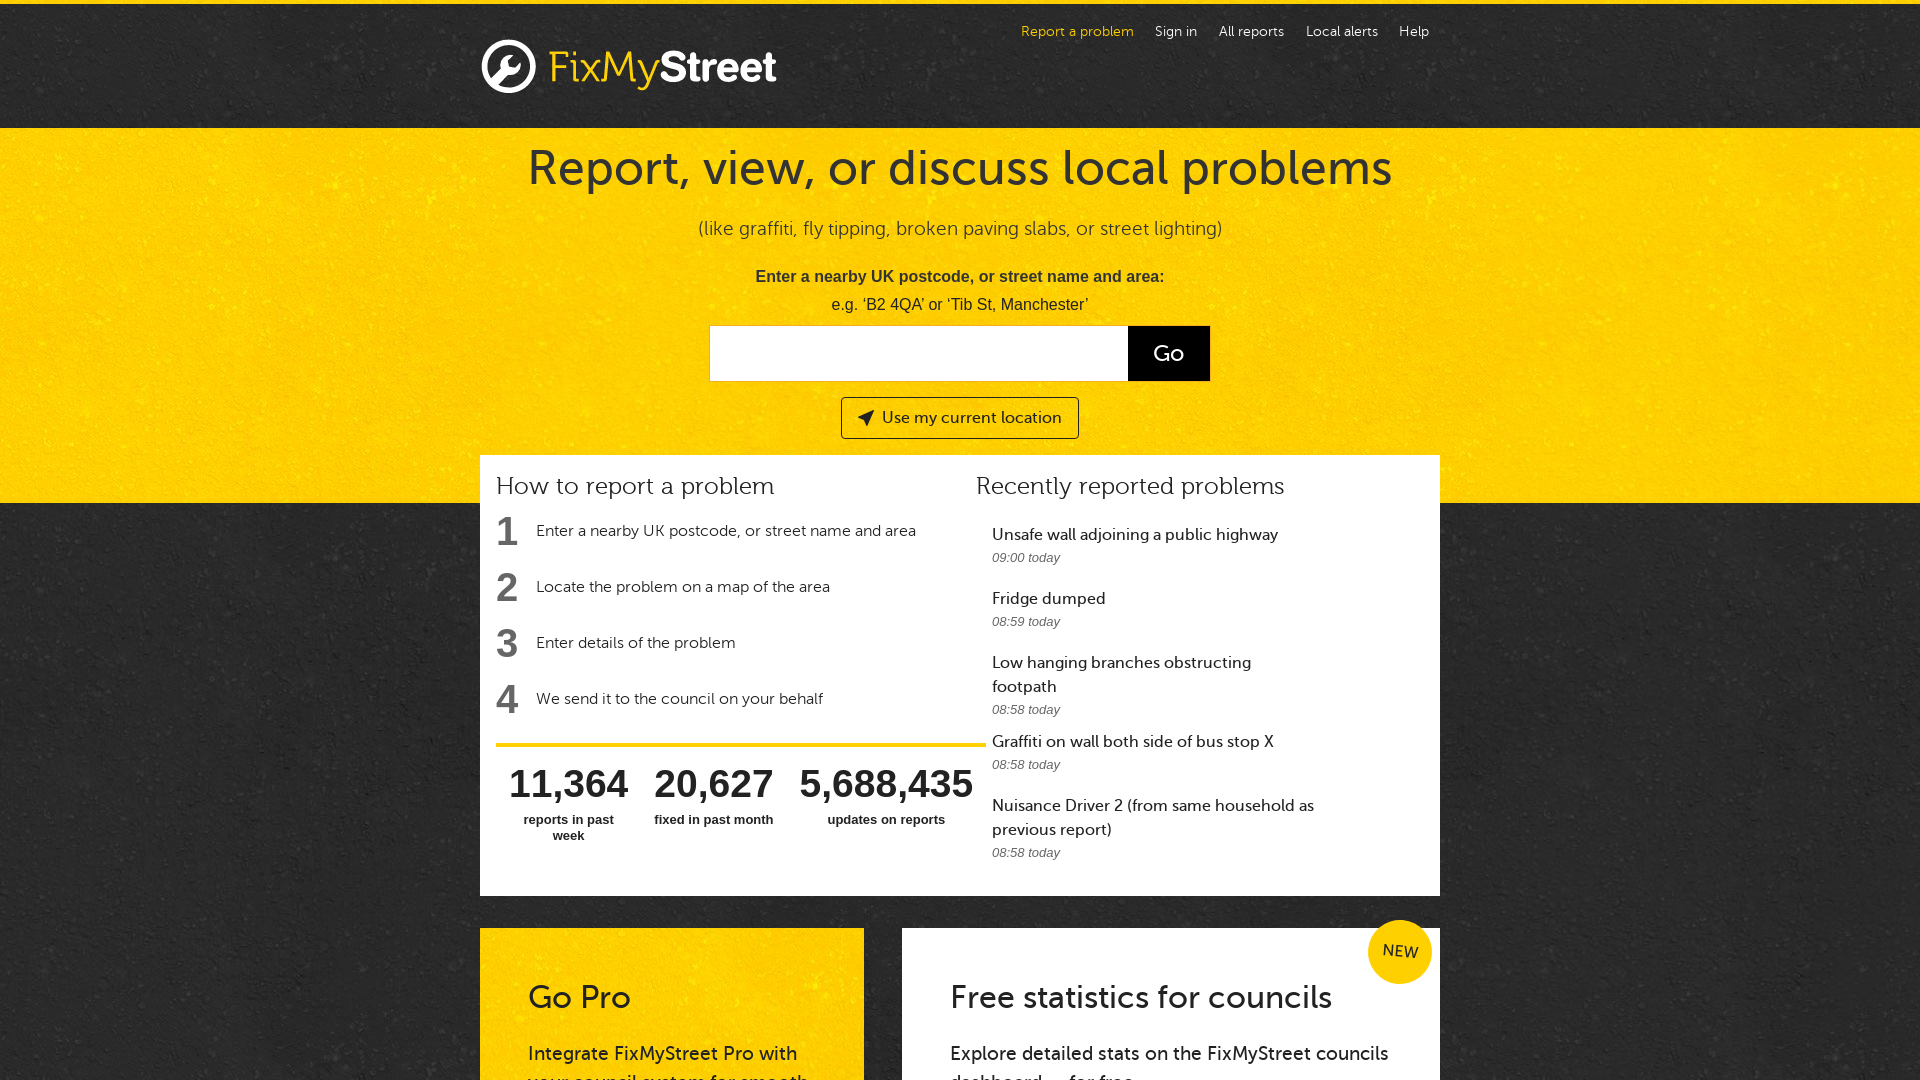 Report a problem Sign in All reports Local alerts Help
FixMyStreet
Report, view, or discuss local problems
(like graffiti, fly tipping, broken paving slabs, or street lighting)
Enter a nearby UK postcode, or street name and area:
e.g. ‘B2 4QA’ or ‘Tib St, Manchester’
Go
Use my current location
How to report a problem
1 Enter a nearby UK postcode, or street name and area
2 Locate the problem on a map of the area
3 Enter details of the problem
4 We send it to the council on your behalf
11,364 20,627 5,688,435
reports in past fixed in past month updates on reports
week
Recently reported problems
Unsafe wall adjoining a public highway
09:00 today
Fridge dumped
08:59 today
Low hanging branches obstructing
footpath
08:58 today
Graffiti on wall both side of bus stop X
08:58 today
Nuisance Driver 2 (from same household as
previous report)
08:58 today
Go Pro
Integrate FixMyStreet Pro with
your council system for smooth
NEW
Free statistics for councils
Explore detailed stats on the FixMyStreet councils
dashboard — for free